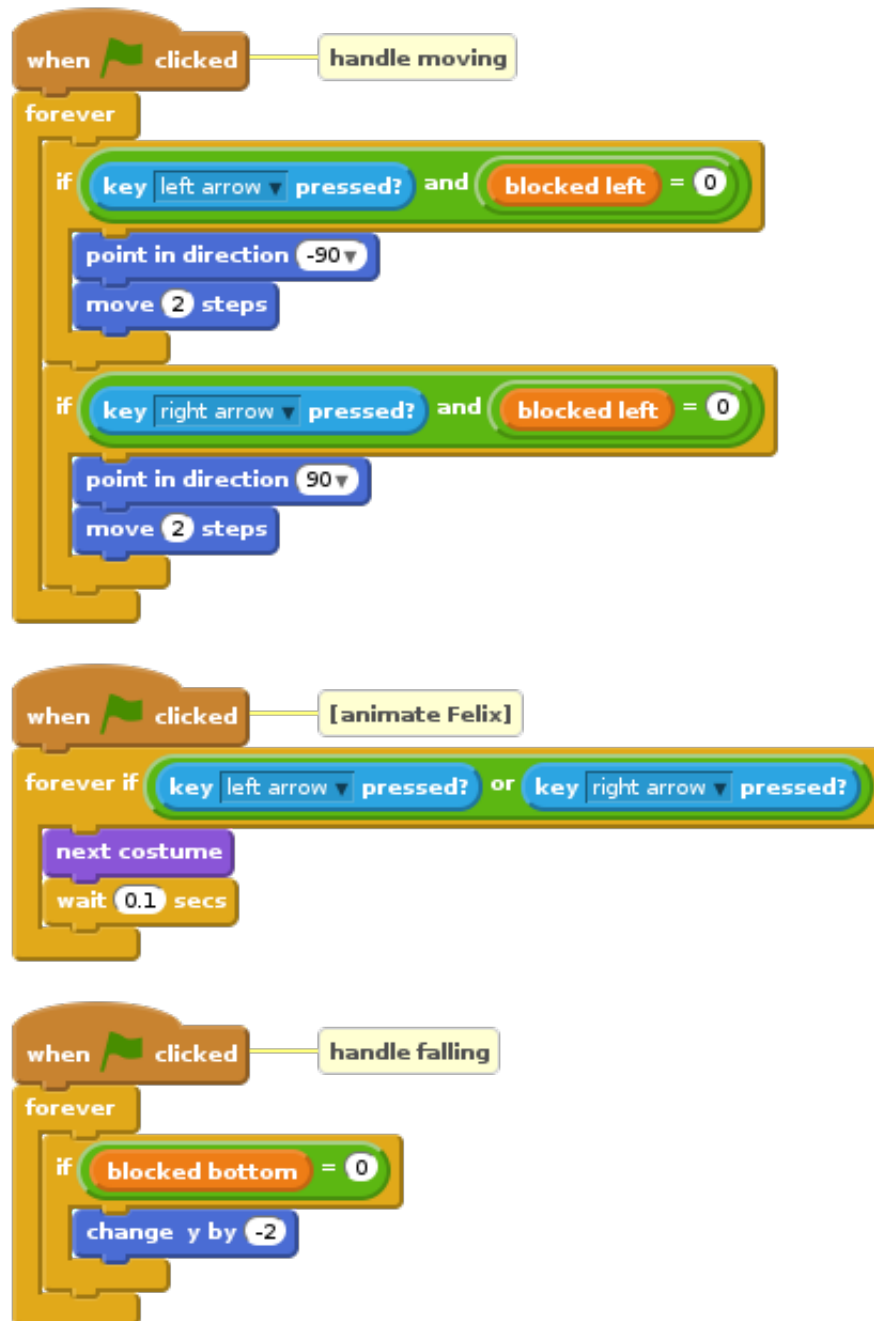 when clicked handle moving
forever
if key left arrow pressed? and blocked left = 0
point in direction -90
move 2 steps
if key right arrow pressed? and blocked left = 0
point in direction 90
move 2 steps
when clicked [animate Felix]
forever if key left arrow pressed? or key right arrow pressed?
next costume
wait 0.1 secs
when clicked handle falling
forever
if blocked bottom = 0
change y by -2